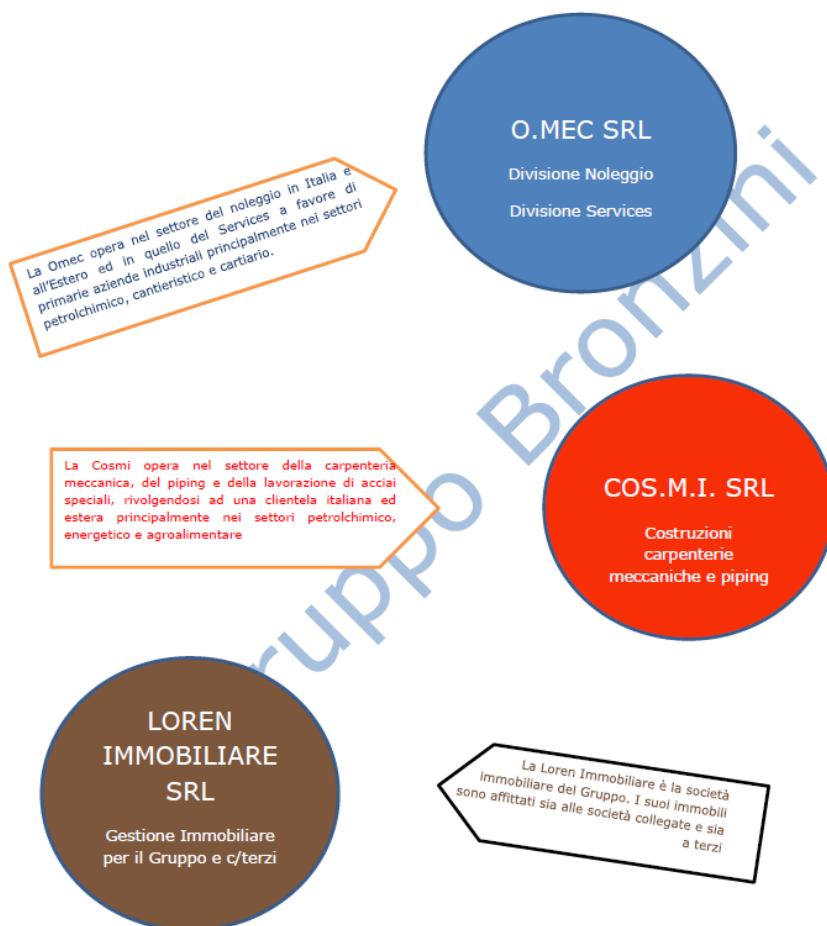 O.MEC SRL
Divisione Noleggio
Divisione Services
La Omec opera nel settore del noleggio in Italia e
all'Estero ed in quello del Services a favore di
primarie aziende industriali principalmente nei settori
petrolchimico, cantieristico e cartiario.
La Cosmi opera nel settore della carpenteria
meccanica, del piping e della lavorazione di acciai
speciali, rivolgendosi ad una clientela italiana ed
estera principalmente nei settori petrolchimico,
energetico e agroalimentare
COS.M.I. SRL
Costruzioni
carpenterie
meccaniche e piping
ruppo Bronzini
LOREN
IMMOBILIARE
SRL
Gestione Immobiliare
per il Gruppo e c/terzi
La Loren Immobiliare è la società
immobiliare del Gruppo. I suoi immobili
sono affittati sia alle società collegate e sia
a terzi